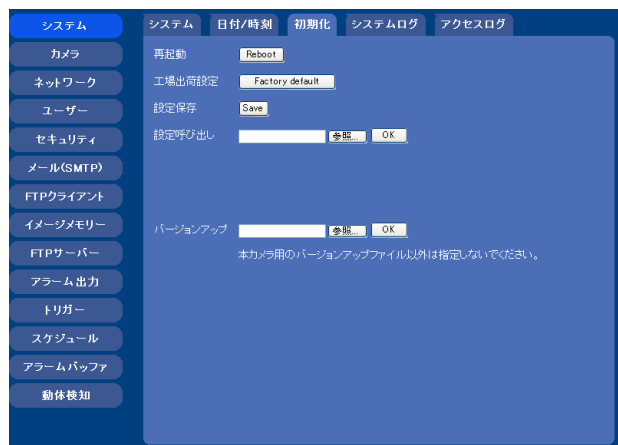 システム 日付/時刻 初期化 システムログ アクセスログ
システム
カメラ
ネットワーク
ユーザー
セキュリティ
メール(SMTP)
FTPクライアント
イメージメモリー
FTPサーバー
アラーム出力
トリガー
スケジュール
アラームバッファ
動体検知
再起動 Reboot
工場出荷設定 Factory default
設定保存 Save
設定呼び出し 参照... OK
バージョンアップ 参照... OK
本カメラ用のバージョンアップファイル以外は指定しないでください。